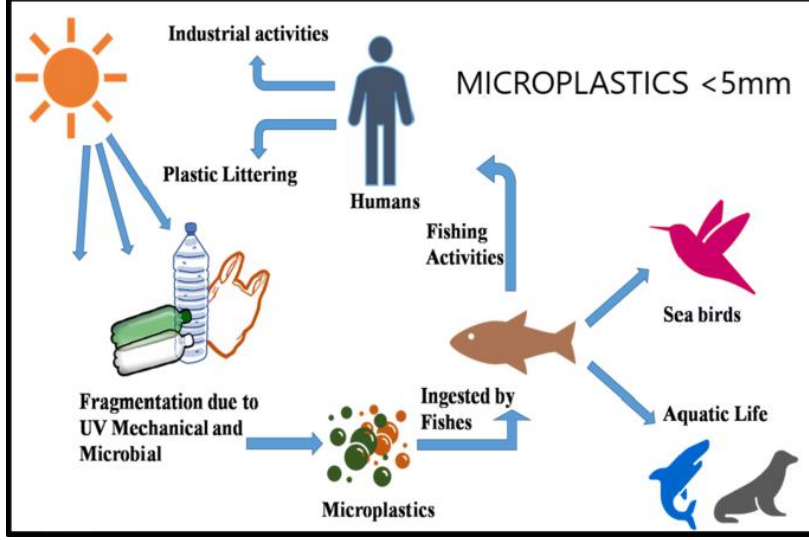 Industrial activities
MICROPLASTICS <5mm
Plastic Littering
Humans
Fishing
Activities
Sea birds
Fragmentation due to
UV Mechanical and
Microbial
Ingested by
Fishes
Aquatic Life
Microplastics